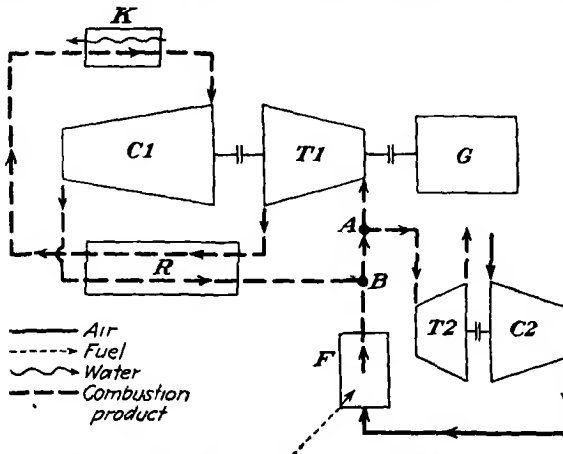 K
C1
T1
G
A
R
B
T2
C2
F
Air
Fuel
Water
Combustion
product